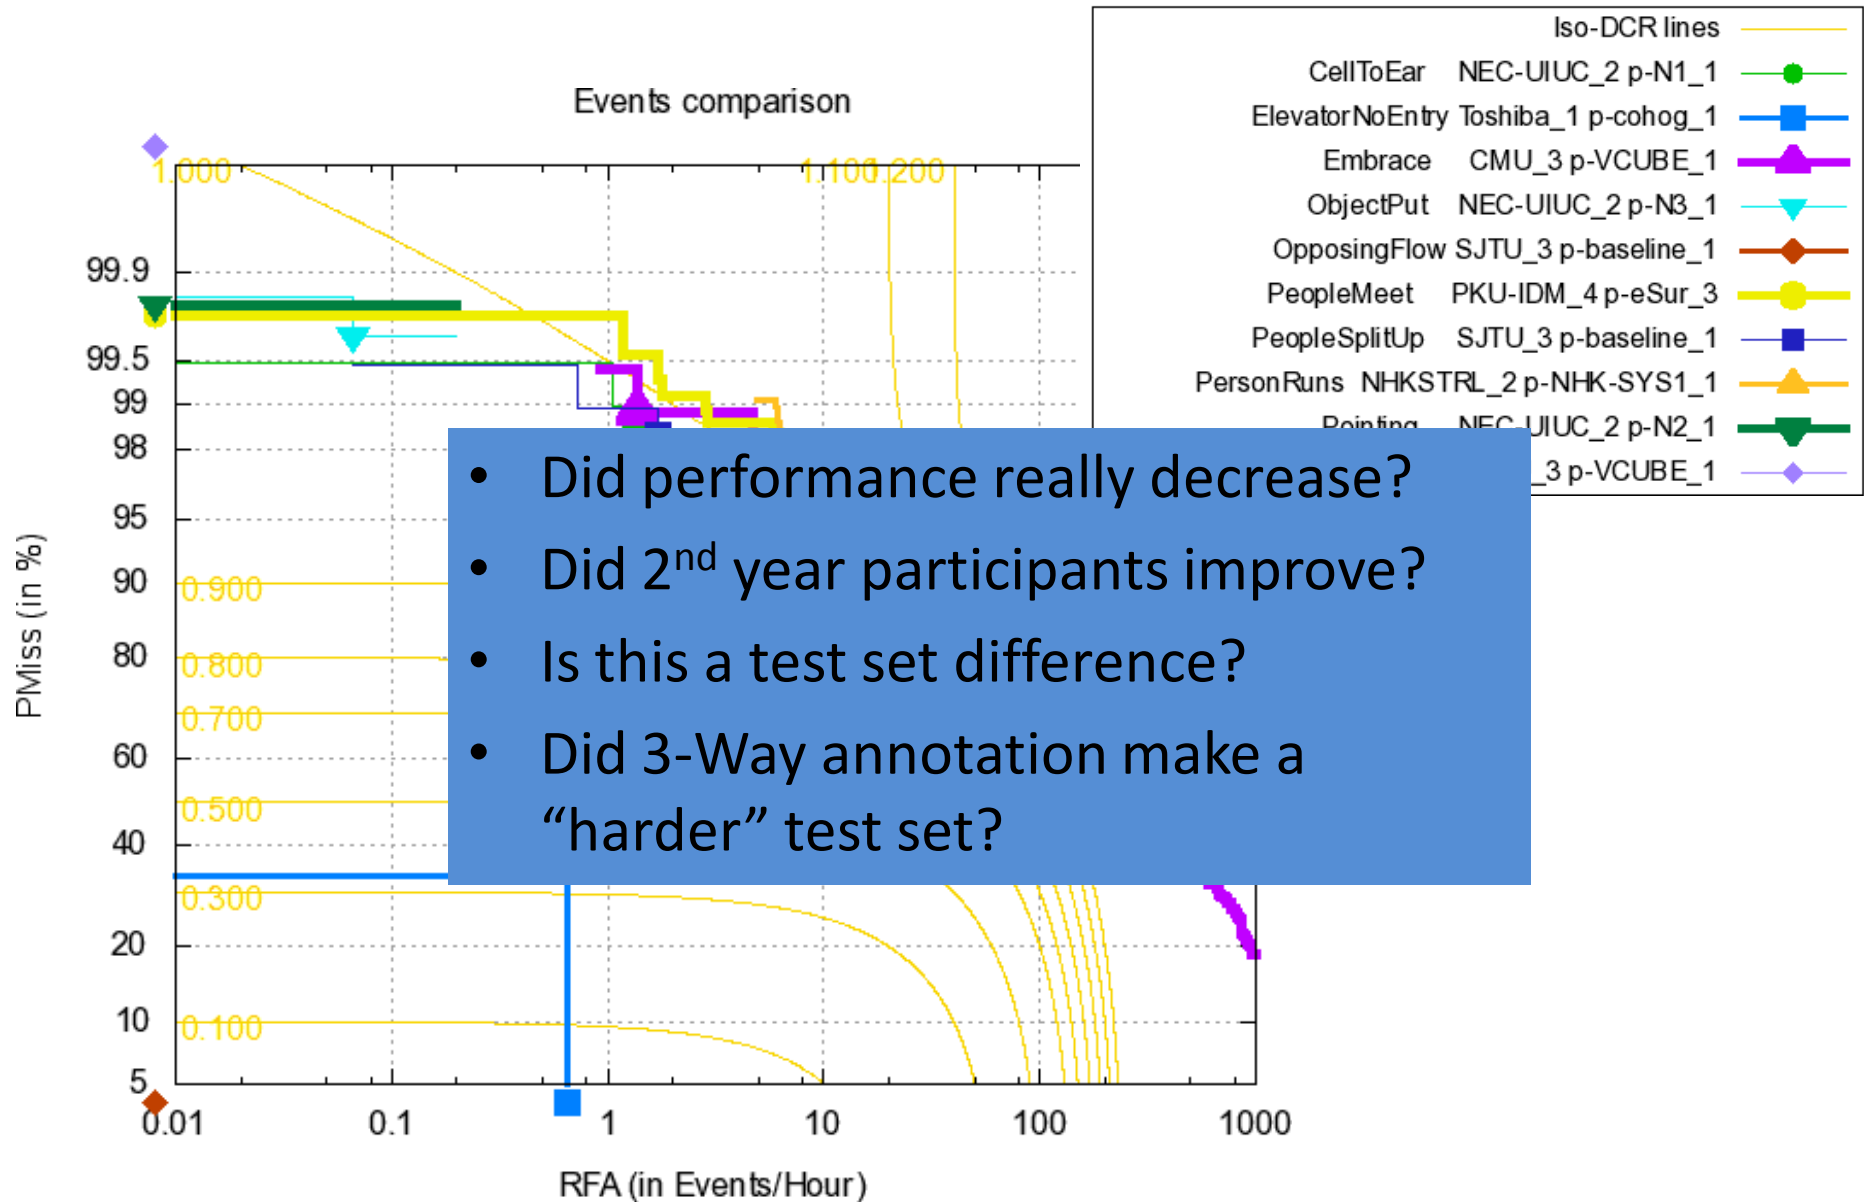 Iso-DCR lines
CellToEar NEC-UIUC_2 p-N1_1
ElevatorNoEntry Toshiba_1 p-cohog_1
Embrace CMU_3 p-VCUBE_1
ObjectPut NEC-UIUC_2 p-N3_1
OpposingFlow SJTU_3 p-baseline_1
PeopleMeet PKU-IDM_4 p-eSur_3
PeopleSplitUp SJTU_3 p-baseline_1
PersonRuns NHKSTRL_2 p-NHK-SYS1_1
Pointing NEC-UIUC_2 p-N2_1
_3 p-VCUBE_1
Events comparison
1.000 1.100 1.200
99.9
99.5
99
98
95
90
80
60
40
20
10
5
0.900
0.800
0.700
0.500
0.300
0.100
PMiss (in %)
• Did performance really decrease?
• Did 2nd year participants improve?
• Is this a test set difference?
• Did 3-Way annotation make a
“harder” test set?
0.01 0.1 1 10 100 1000
RFA (in Events/Hour)